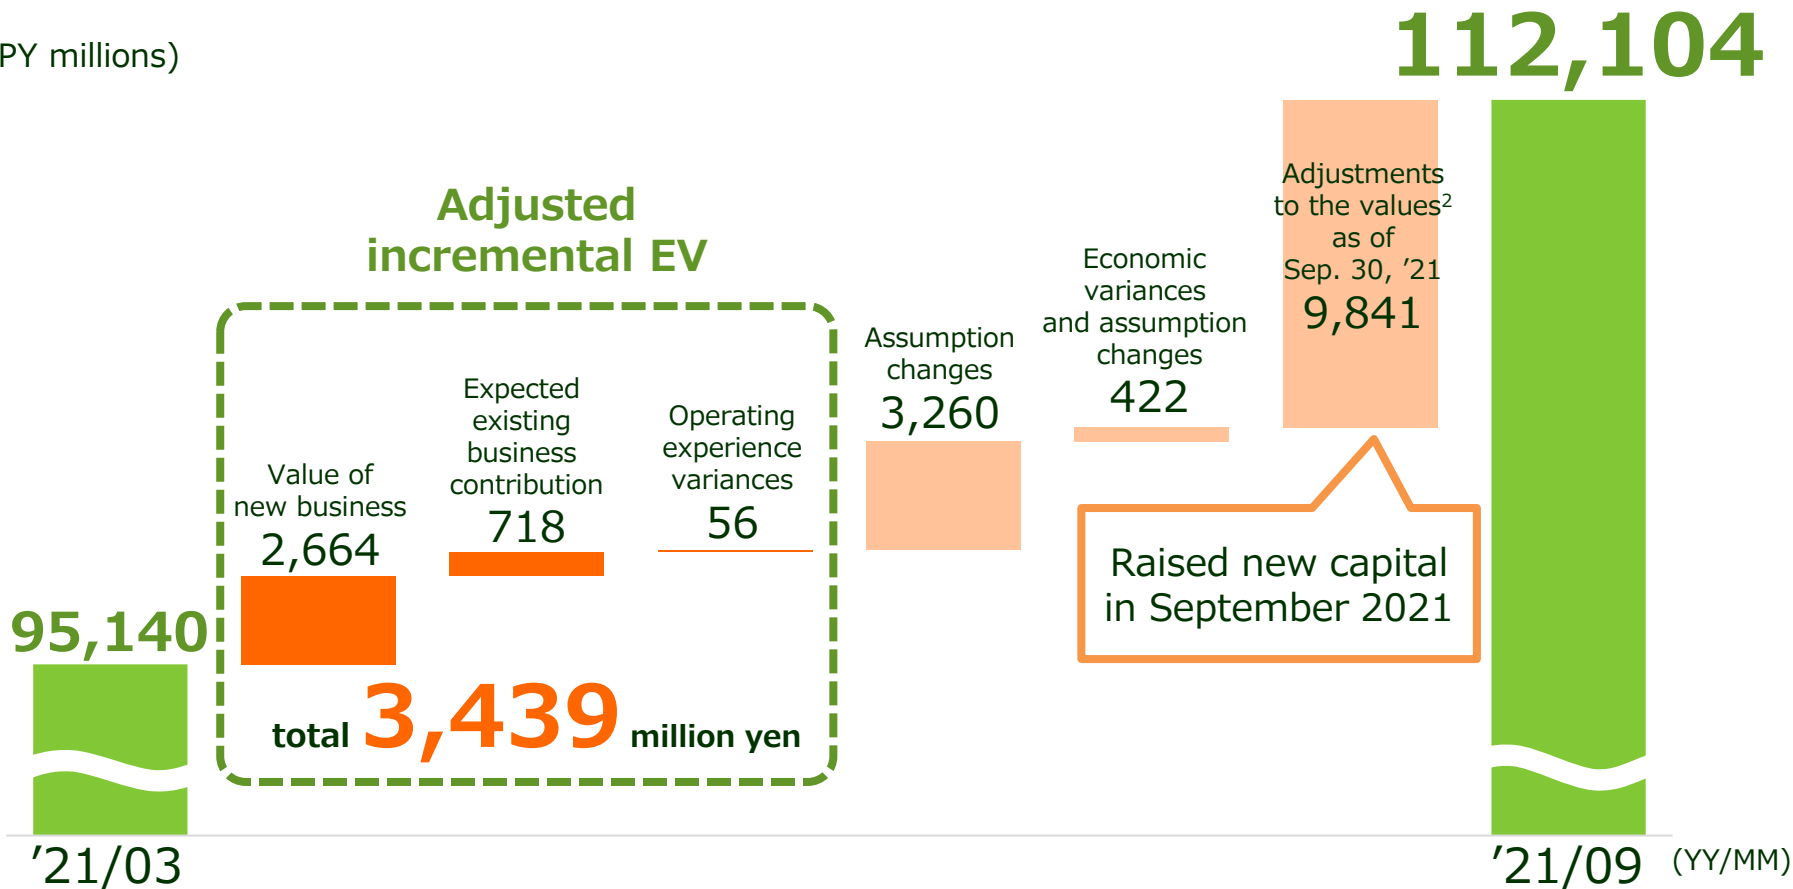 PY millions)
112,104
Adjusted
incremental EV
Adjustments
to the values2
as of
Sep. 30, ’21
9,841
Economic
variances
and assumption
changes
422
Assumption
changes
3,260
Expected
existing
business
contribution
718
Operating
experience
variances
56
Value of
new business
2,664
95,140
total 3,439 million yen
Raised new capital
in September 2021
’21/03
’21/09
(YY/MM)